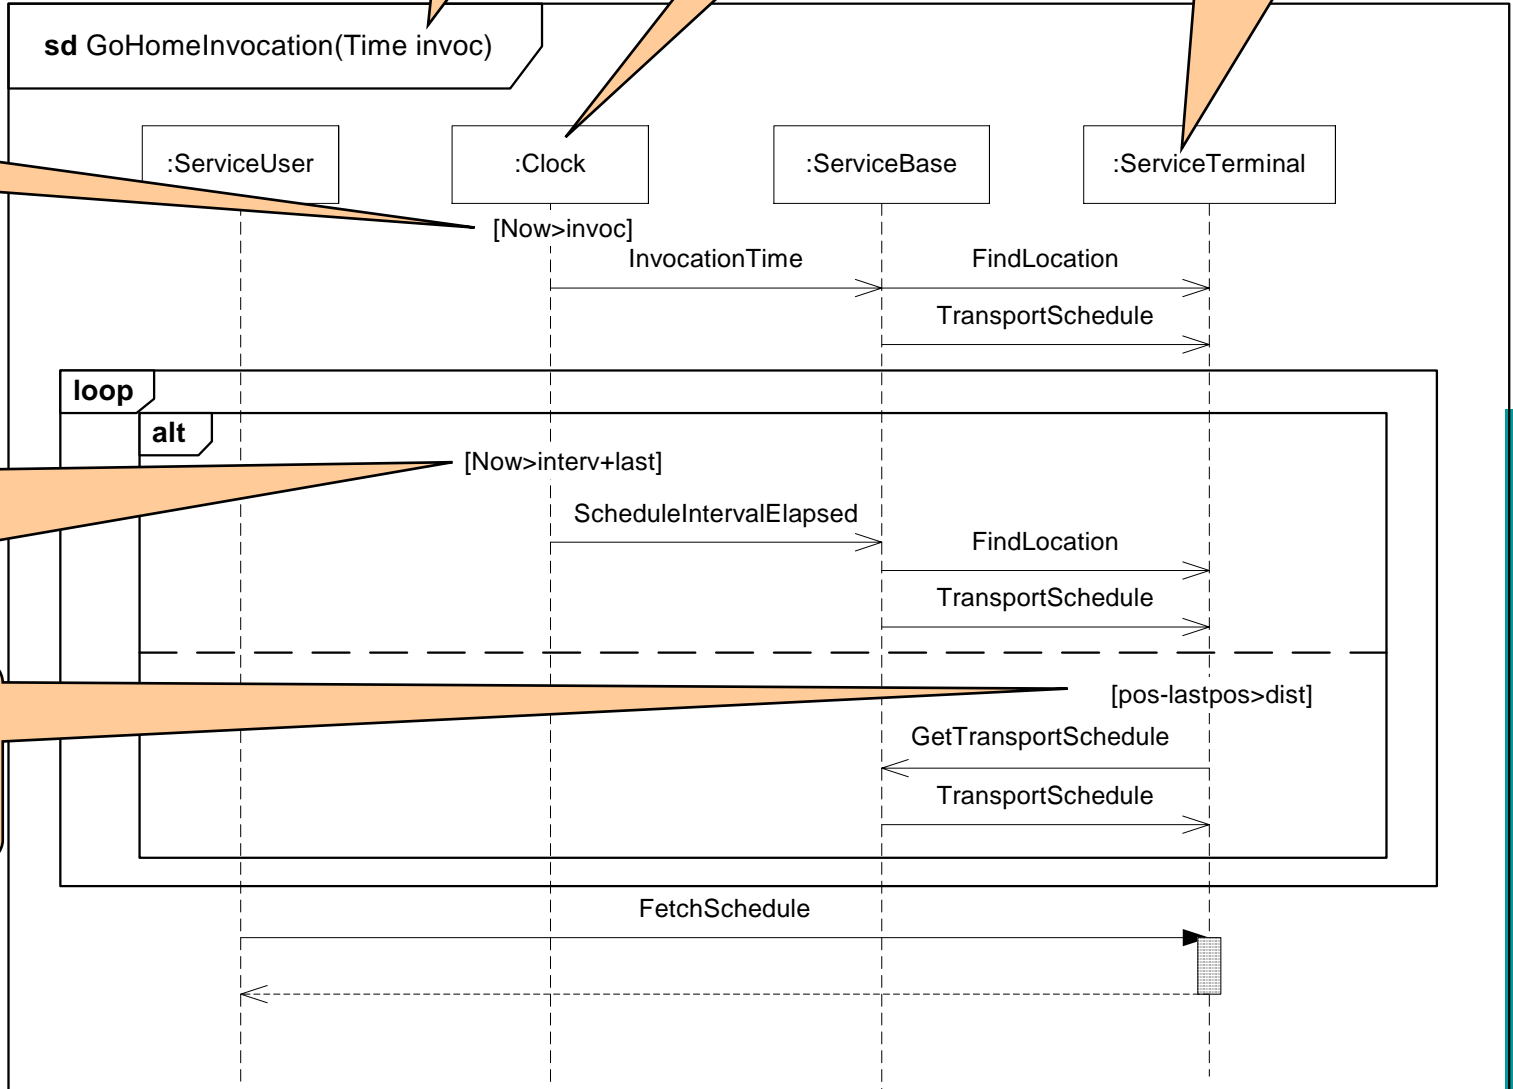 sd GoHomeInvocation(Time invoc)
:ServiceUser
:Clock
:ServiceBase
:ServiceTerminal
[Now>invoc]
InvocationTime
FindLocation
TransportSchedule
loop
alt
[Now>interv+last]
ScheduleIntervalElapsed
FindLocation
TransportSchedule
[pos-lastpos>dist]
GetTransportSchedule
TransportSchedule
FetchSchedule